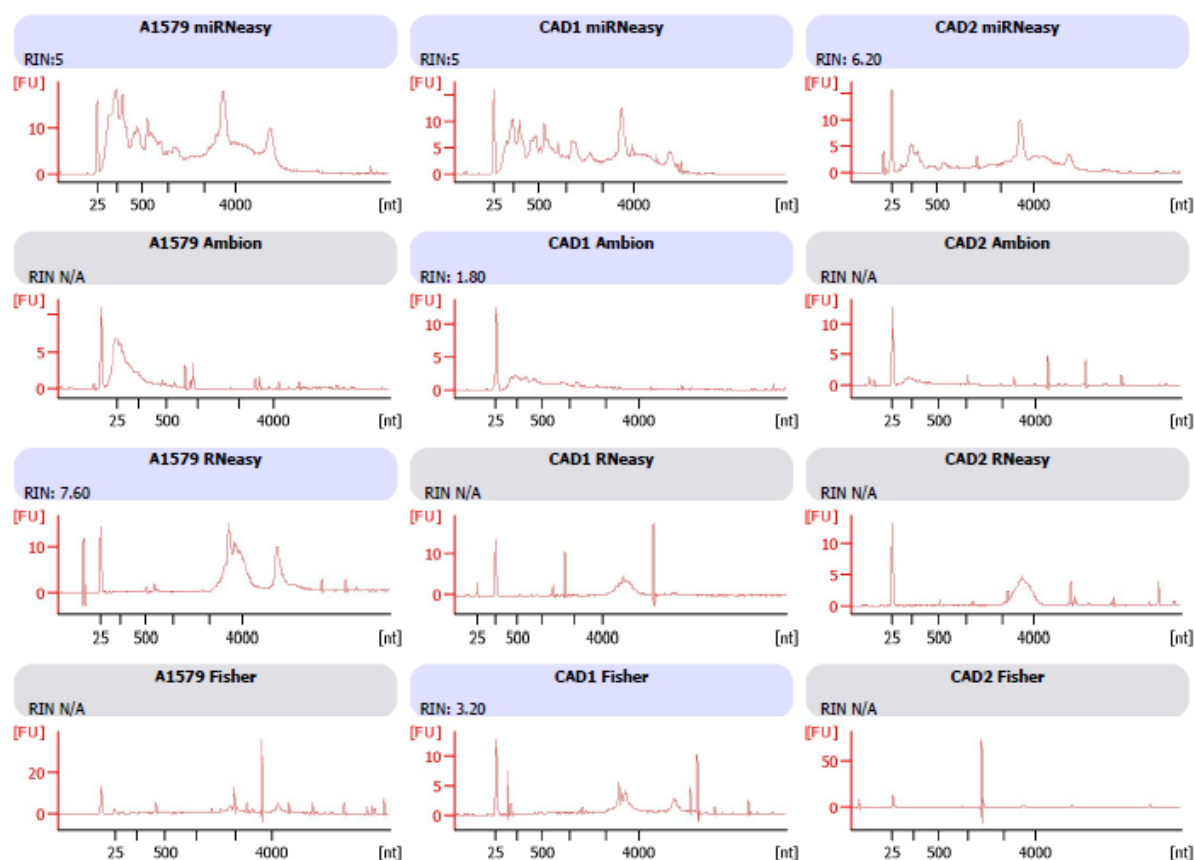 A1579 miRNeasy CAD1 miRNeasy CAD2 miRNeasy
RIN:5 RIN:5 RIN: 6.20
[FU] [FU] [FU]
10 10 10
5 5
0 0 0
25 500 4000 [nt] 25 500 4000 [nt] 25 500 4000 [nt]
A1579 Ambion CAD1 Ambion CAD2 Ambion
RIN N/A RIN: 1.80 RIN N/A
[FU] [FU] [FU]
10 10
5 5 5
0 0 0
25 500 4000 [nt] 25 500 4000 [nt] 25 500 4000 [nt]
A1579 RNeasy CAD1 RNeasy CAD2 RNeasy
RIN: 7.60 RIN N/A RIN N/A
[FU] [FU] [FU]
10 10 10
5
0 0 0
25 500 4000 [nt] 25 500 4000 [nt] 25 500 4000 [nt]
A1579 Fisher CAD1 Fisher CAD2 Fisher
RIN N/A RIN: 3.20 RIN N/A
[FU] [FU] [FU]
20 10 50
5
0 0 0
25 500 4000 [nt] 25 500 4000 [nt] 25 500 4000 [nt]